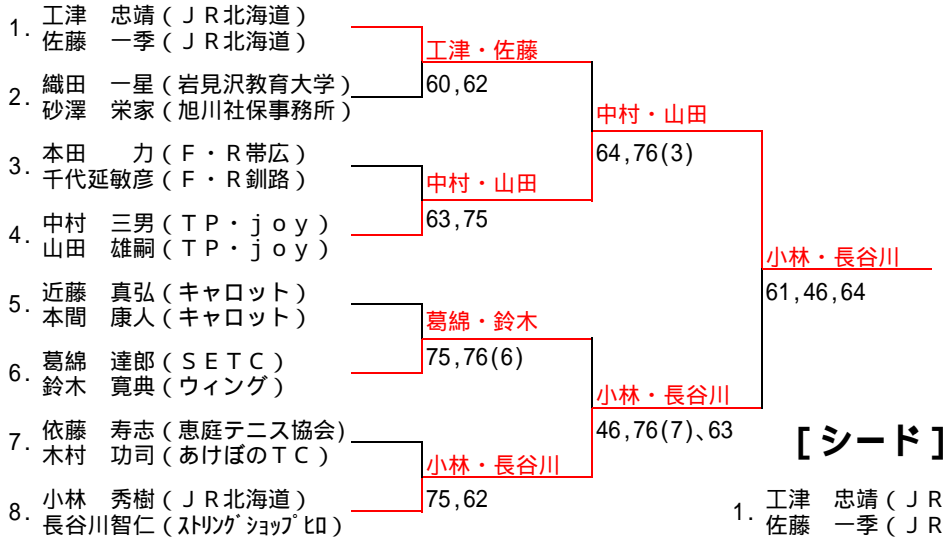 1. 工津　忠靖(ＪＲ北海道)
佐藤　一季(ＪＲ北海道)
2. 織田　一星(岩見沢教育大学)
砂澤　栄家(旭川社保事務所)
3. 本田　　力(Ｆ・Ｒ帯広)
千代延敏彦(Ｆ・Ｒ釧路)
4. 中村　三男(ＴＰ・ｊｏｙ)
山田　雄嗣(ＴＰ・ｊｏｙ)
5. 近藤　真弘(キャロット)
本間　康人(キャロット)
6. 葛綿　達郎(ＳＥＴＣ)
鈴木　寛典(ウィング)
7. 依藤　寿志(恵庭テニス協会)
木村　功司(あけぼのＴＣ)
8. 小林　秀樹(ＪＲ北海道)
長谷川智仁(ｽﾄﾘﾝｸﾞｼｮｯﾌﾟﾋﾛ)
工津・佐藤
60,62
中村・山田
63,75
葛綿・鈴木
75,76(6)
小林・長谷川
75,62
中村・山田
64,76(3)
小林・長谷川
46,76(7)、63
小林・長谷川
61,46,64
[シード]
1. 工津　忠靖(ＪＲ
佐藤　一季(ＪＲ